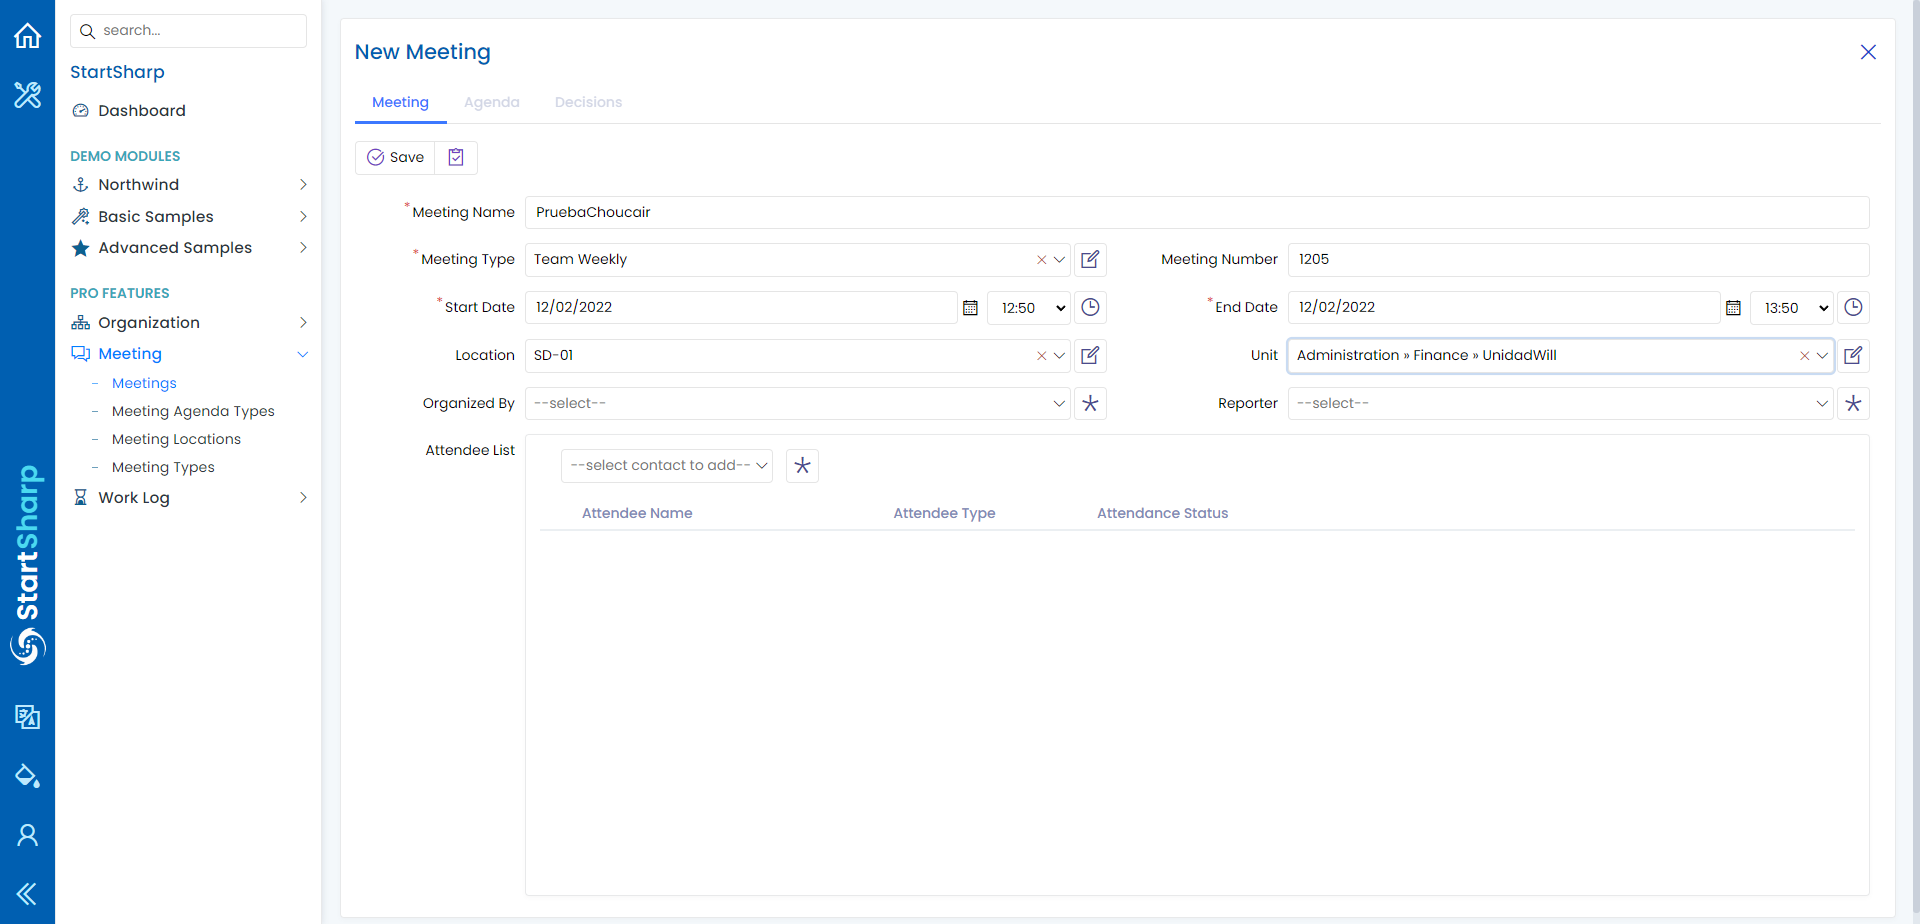 search...
StartSharp
Dashboard
DEMO MODULES
Northwind
Basic Samples
Advanced Samples
PRO FEATURES
Organization
Meeting
- Meetings
- Meeting Agenda Types
- Meeting Locations
- Meeting Types
Work Log
StartSharp
New Meeting
Meeting Agenda Decisions
Save
*Meeting Name PruebaChoucair
*Meeting Type Team Weekly Meeting Number 1205
*Start Date 12/02/2022 12:50 *End Date 12/02/2022 13:50
Location SD-01 Unit Administration » Finance » UnidadWill
Organized By --select-- Reporter --select--
Attendee List
--select contact to add--
Attendee Name Attendee Type Attendance Status